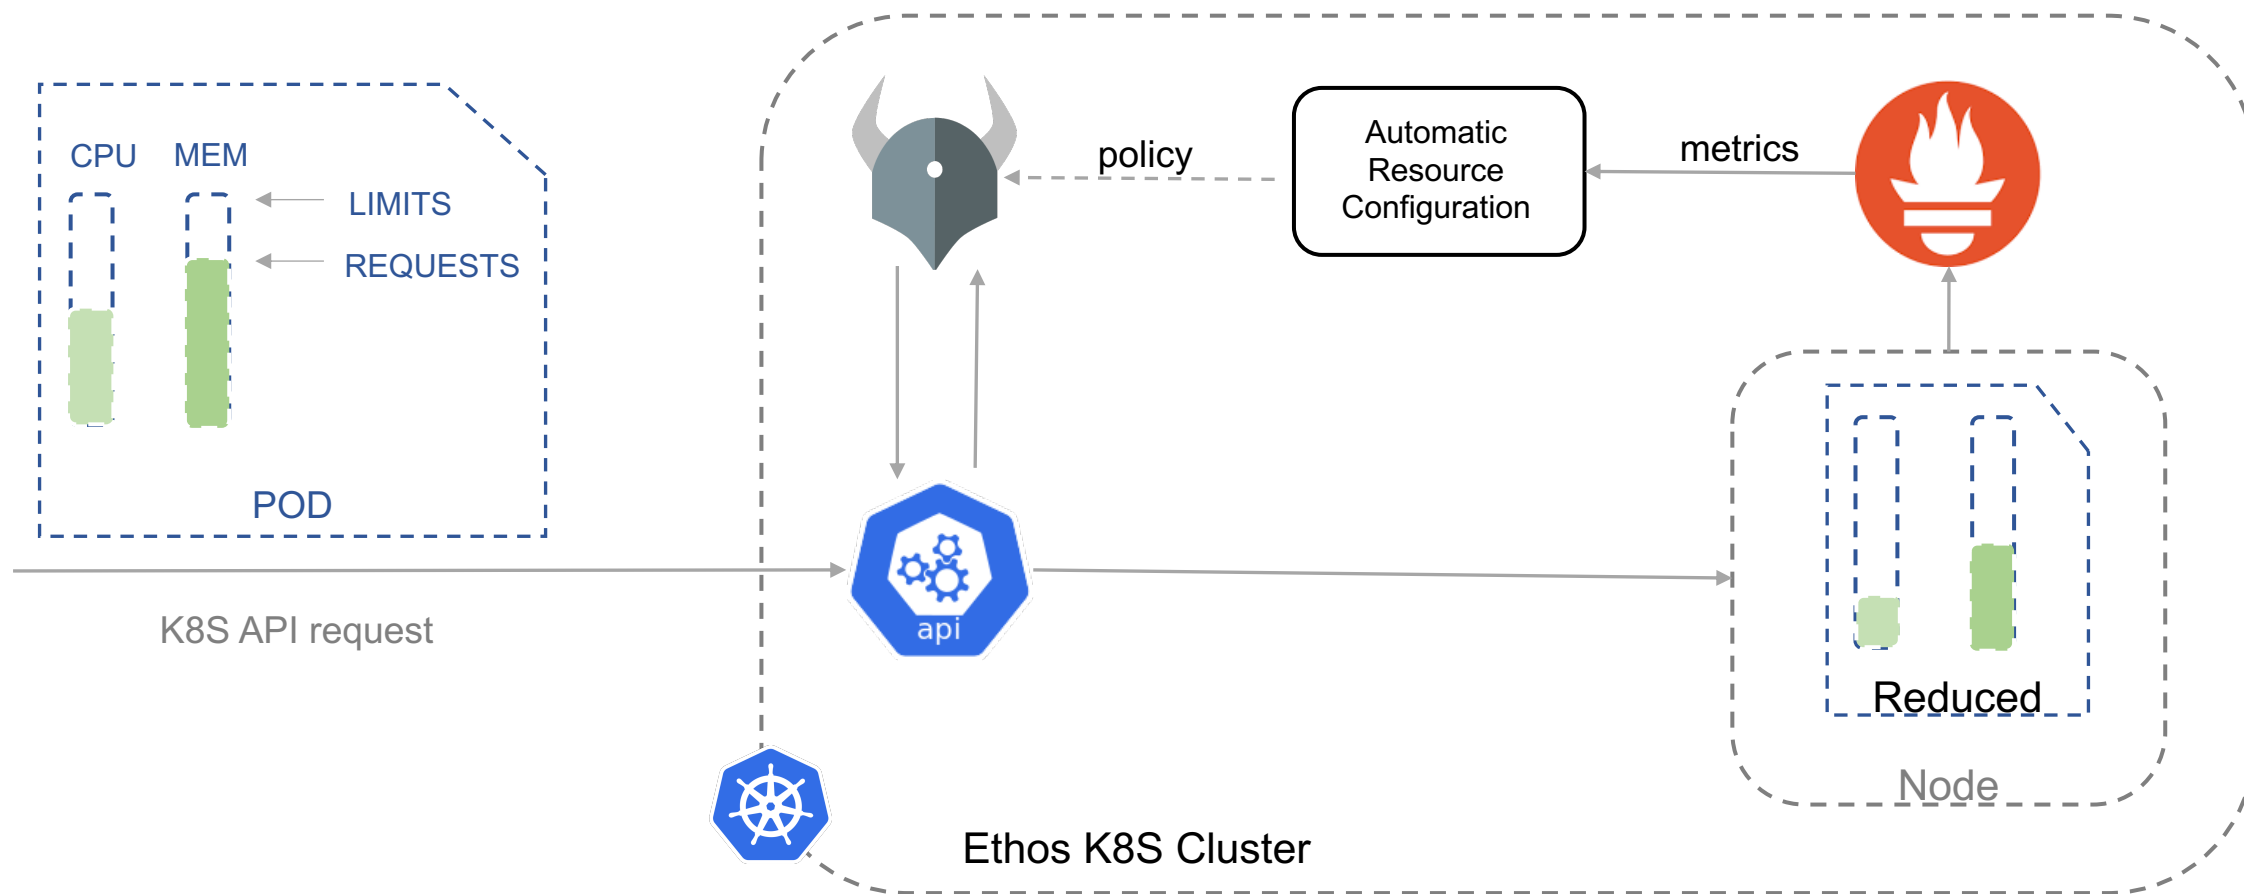 CPU
MEM
LIMITS
REQUESTS
POD
K8S API request
policy
Automatic
Resource
Configuration
metrics
api
Reduced
Node
Ethos K8S Cluster